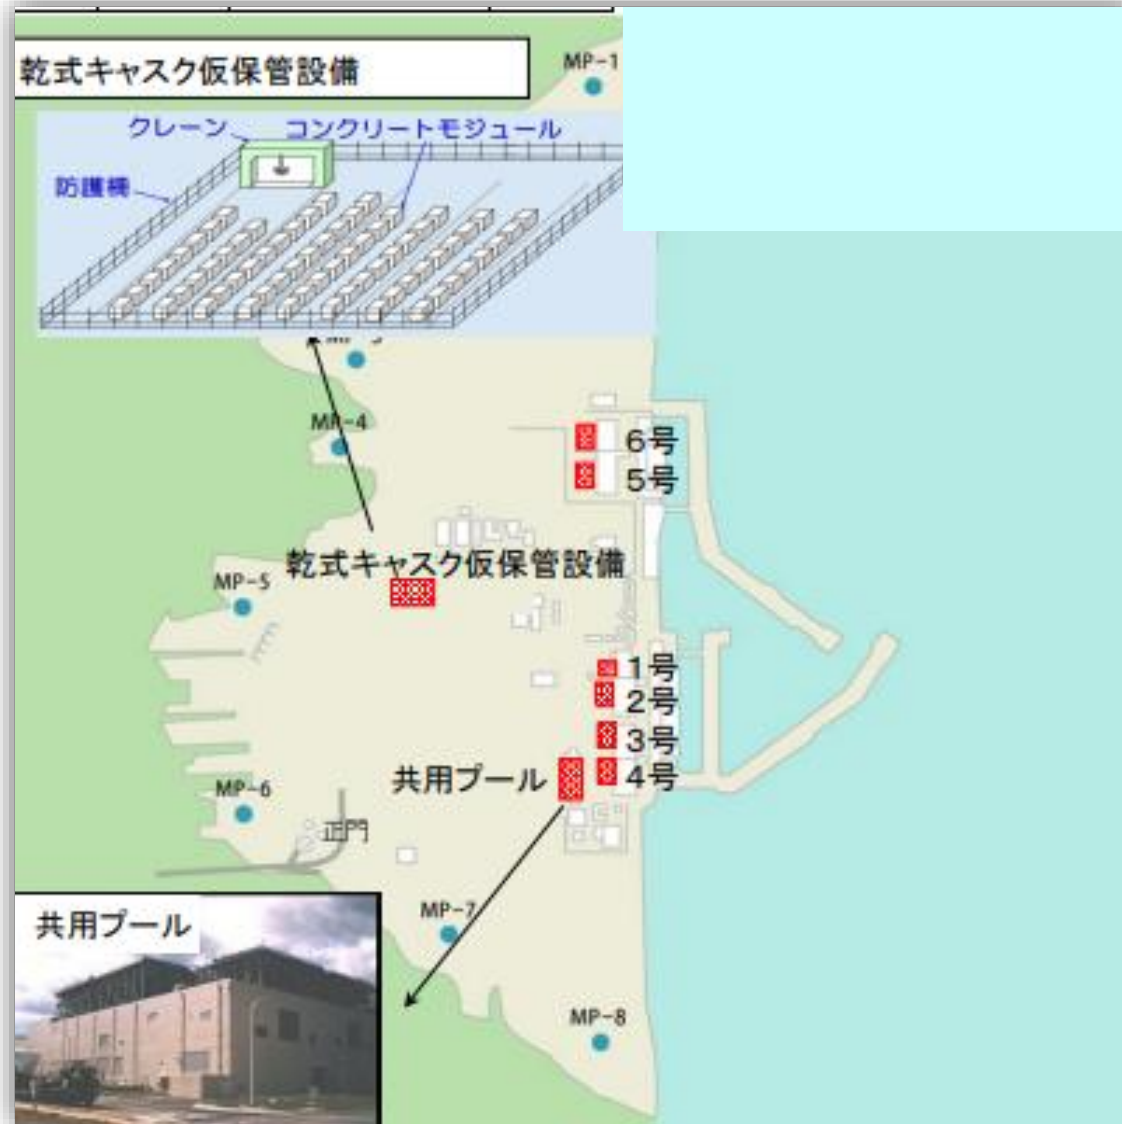 乾式キャスク仮保管設備
MP-1
クレーン
コンクリートモジュール
防護柵
MP-3
MP-4
6号
5号
乾式キャスク仮保管設備
MP-5
1号
2号
3号
共用プール
4号
MP-6
正門
共用プール
MP-7
MP-8